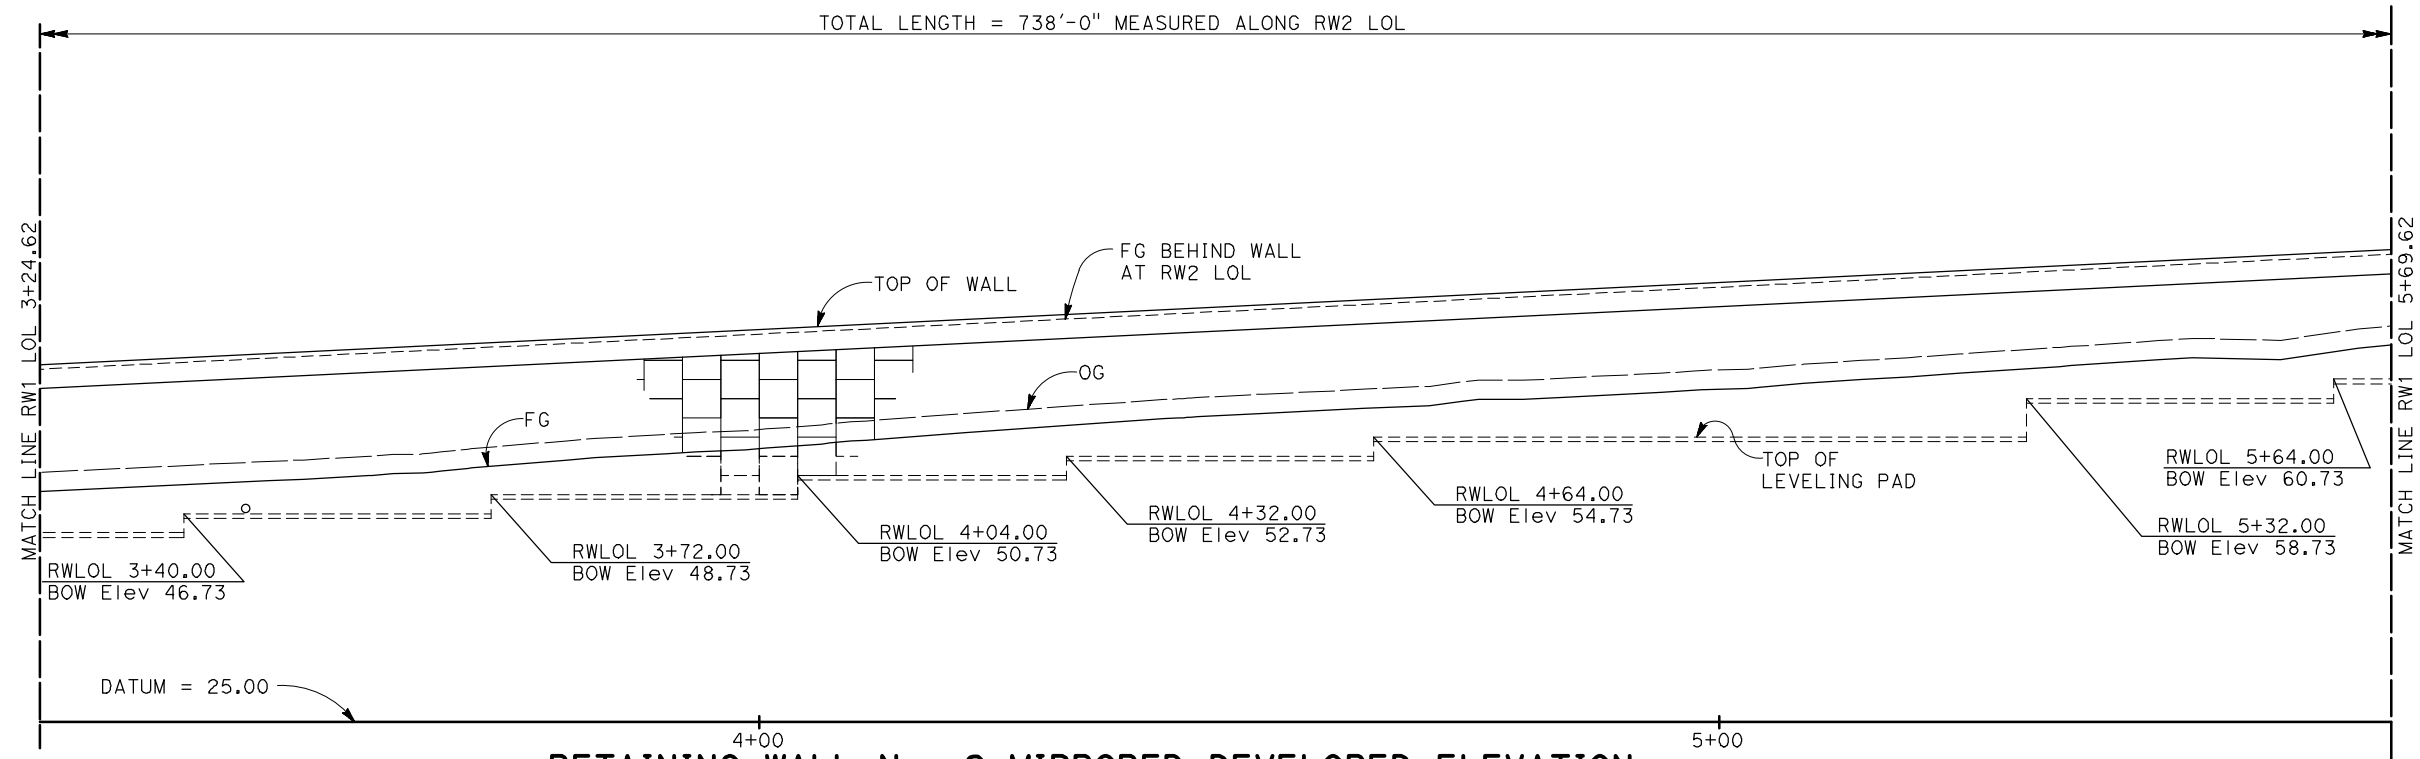 TOTAL LENGTH = 738'-0" MEASURED ALONG RW2 LOL
MATCH LINE RW1 LOL 3+24.62
MATCH LINE RW1 LOL 5+69.62
FG BEHIND WALL
AT RW2 LOL
TOP OF WALL
OG
FG
TOP OF
LEVELING PAD
RWLOL 3+40.00
BOW Elev 46.73
RWLOL 3+72.00
BOW Elev 48.73
RWLOL 4+04.00
BOW Elev 50.73
RWLOL 4+32.00
BOW Elev 52.73
RWLOL 4+64.00
BOW Elev 54.73
RWLOL 5+32.00
BOW Elev 58.73
RWLOL 5+64.00
BOW Elev 60.73
DATUM = 25.00
4+00
5+00
RETAINING WALL MIRRORED DEVELOPED ELEVATION